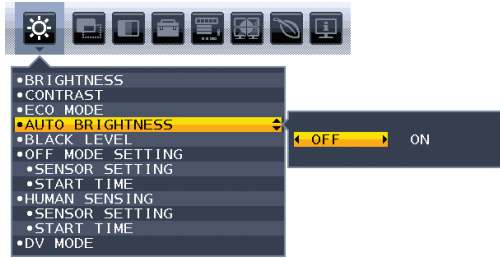 •BRIGHTNESS
•CONTRAST
•ECO MODE
•AUTO BRIGHTNESS
OFF ON
•BLACK LEVEL
•OFF MODE SETTING
•SENSOR SETTING
•START TIME
•HUMAN SENSING
•SENSOR SETTING
•START TIME
•DV MODE